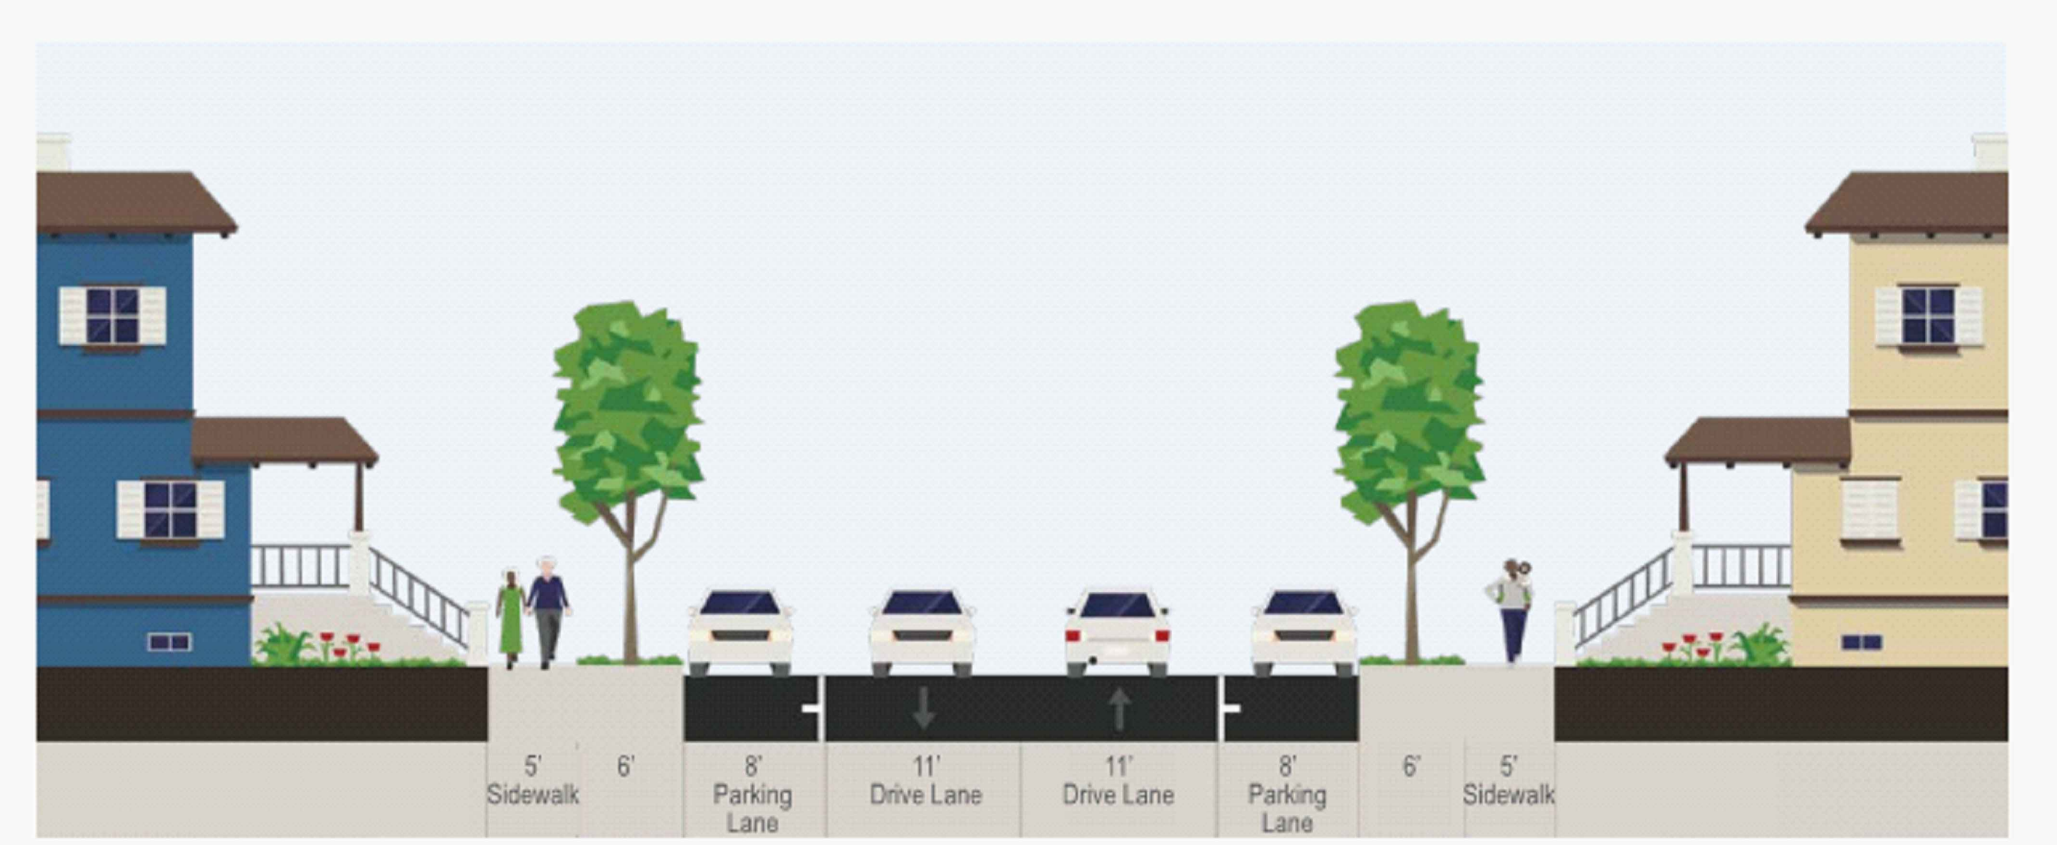 5' 6' 8' 11' 11' 8' 6' 5'
Sidewalk Parking Drive Lane Drive Lane Parking Sidewalk
Lane Lane